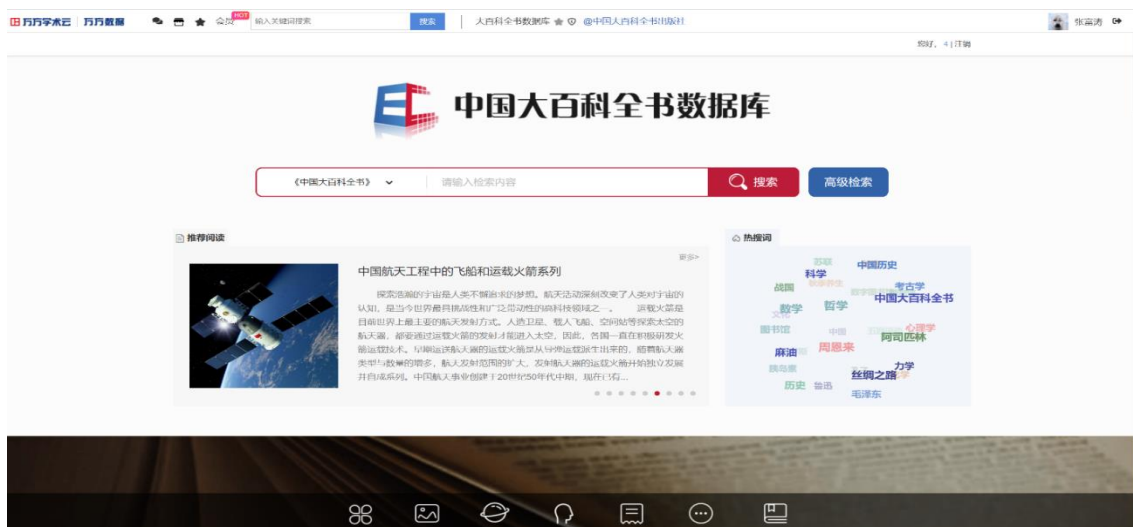 万方学术云 万方数据 会员 HOT 输入关键词搜索 搜索 大百科全书数据库 @中国大百科全书出版社 张富涛
您好，4 | 注销
中国大百科全书数据库
《中国大百科全书》 请输入检索内容 搜索 高级检索
推荐阅读
更多>
中国航天工程中的飞船和运载火箭系列
探索浩瀚的宇宙是人类不懈追求的梦想。航天活动深刻改变了人类对宇宙的
认知，是当今世界最具挑战性和广泛带动性的高科技领域之一。 运载火箭是
目前世界上最主要的航天发射方式。人造卫星、载人飞船、空间站等探索太空的
航天器，都要通过运载火箭的发射才能进入太空，因此，各国一直在积极研发火
箭运载技术。早期运送航天器的运载火箭是从导弹运载派生出来的，随着航天器
类型与数量的增多，航天发射范围的扩大，发射航天器的运载火箭开始独立发展
并自成系列。中国航天事业创建于20世纪50年代中期，现在已有...
热搜词
苏联 中国历史
科学
战国 考古学
中国大百科全书
数学 哲学
图书馆 中国 心理学
阿司匹林
麻油 周恩来
力学
丝绸之路
历史 鲁迅
毛泽东